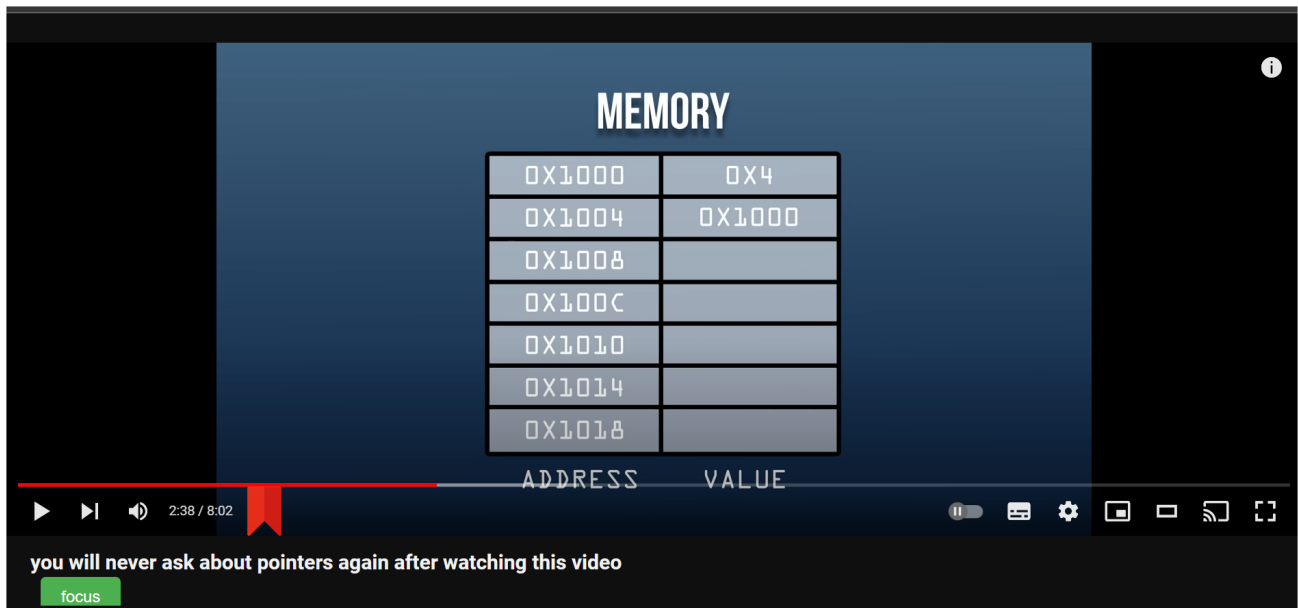 MEMORY
0X1000 0X4
0X1004 0X1000
0X1008
0X100C
0X1010
0X1014
0X1018
ADDRESS VALUE
2:38 / 8:02
you will never ask about pointers again after watching this video
focus